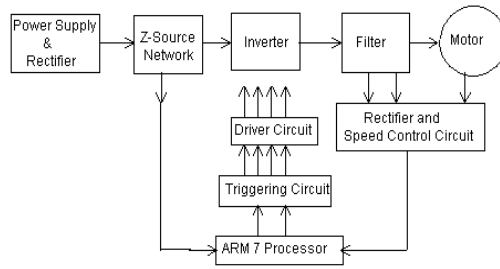 Power Supply
&
Rectifier
Z-Source
Network
Inverter
Filter
Motor
Driver Circuit
Rectifier and
Speed Control Circuit
Triggering Circuit
ARM 7 Processor